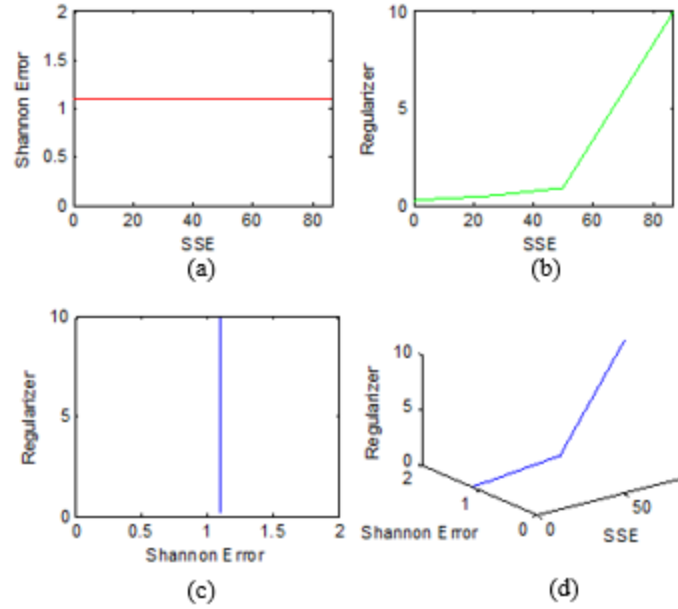 2
1.5
1
0.5
0
Shannon Error
0 20 40 60 80
SSE
(a)
10
5
0
Regularizer
0 20 40 60 80
SSE
(b)
10
5
0
Regularizer
0 0.5 1 1.5 2
Shannon Error
(c)
10
5
0
Regularizer
2
1
0
Shannon Error
0
50
SSE
(d)